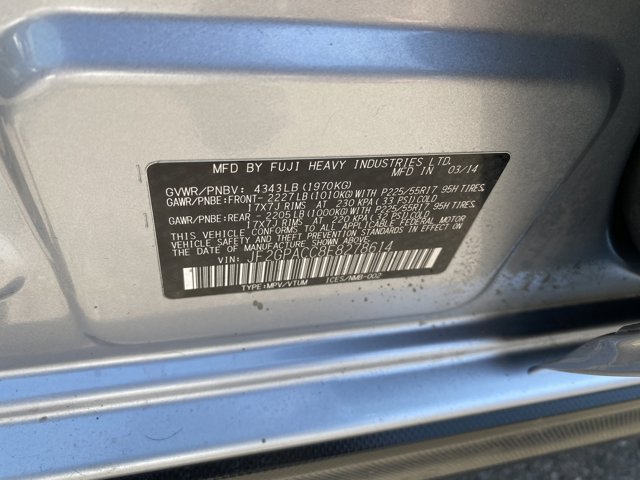 MFD BY FUJI HEAVY INDUSTRIES LTD.
MFD IN 03/14
GVWR/PNBV: 4343LB (1970KG)
GAWR/PNBE:FRONT- 2227LB (1010KG) WITH P225/55R17 95H TIRES,
17X7J RIMS AT 230 KPA ( 33 PSI) COLD
GAWR/PNBE:REAR - 2205LB (1000KG) WITH P225/55R17 95H TIRES,
17X7J RIMS AT 220 KPA ( 32 PSI) COLD
THIS VEHICLE CONFORMS TO ALL APPLICABLE FEDERAL MOTOR
VEHICLE SAFETY AND THEFT PREVENTION STANDARDS IN
EFFECT ON THE DATE OF MANUFACTURE SHOWN ABOVE.
VIN:
1
TYPE:MPV/VTUM ICES/NMB-002